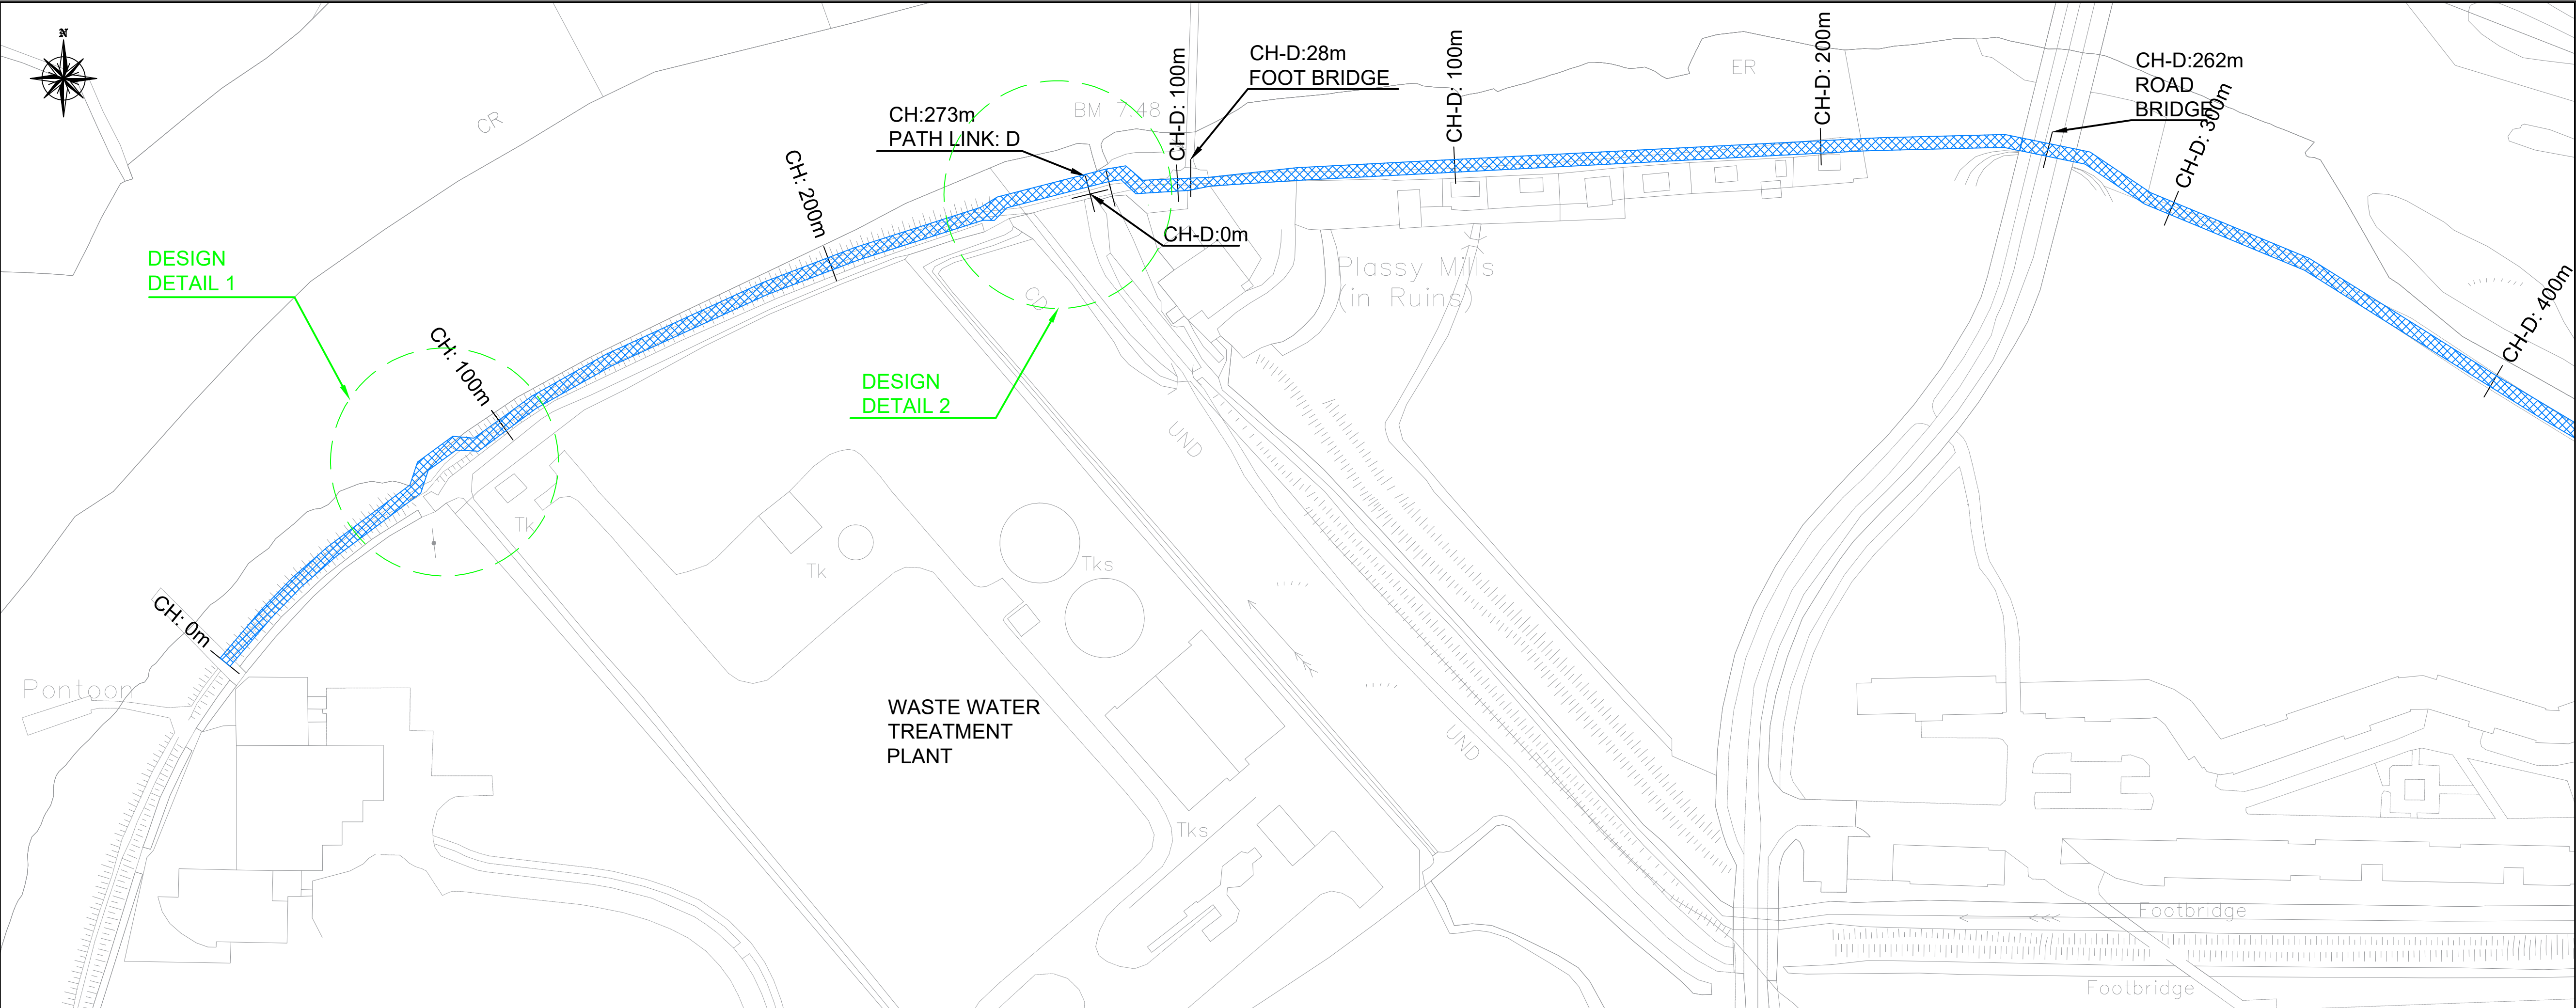 N
CR
BM 7.48
CH:273m
PATH LINK: D
CH-D: 100m
CH-D:28m
FOOT BRIDGE
CH-D: 100m
ER
CH-D: 200m
CH-D:262m
ROAD
BRIDGE
CH-D: 300m
CH: 200m
CH-D:0m
DESIGN
DETAIL 1
Plassy Mills
(in Ruins)
CD
CH-D: 400m
CH: 100m
DESIGN
DETAIL 2
UND
Tk
Tk
Tks
CH: 0m
Pontoon
WASTE WATER
TREATMENT
PLANT
UND
Tks
Footbridge
Footbridge